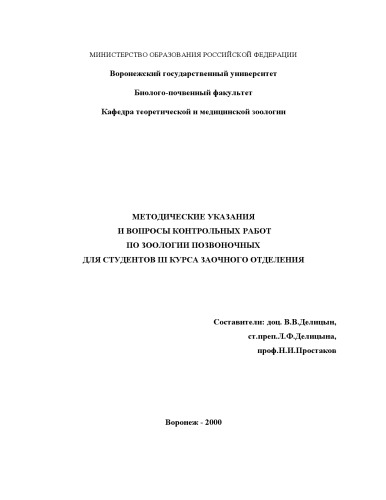 МИНИСТЕРСТВО ОБРАЗОВАНИЯ РОССИЙСКОЙ ФЕДЕРАЦИИ
Воронежский государственный университет
Биолого-почвенный факультет
Кафедра теоретической и медицинской зоологии
МЕТОДИЧЕСКИЕ УКАЗАНИЯ
И ВОПРОСЫ КОНТРОЛЬНЫХ РАБОТ
ПО ЗООЛОГИИ ПОЗВОНОЧНЫХ
ДЛЯ СТУДЕНТОВ III КУРСА ЗАОЧНОГО ОТДЕЛЕНИЯ
Составители: доц. В.В.Делицын,
ст.преп.Л.Ф.Делицына,
проф.Н.И.Простаков
Воронеж - 2000